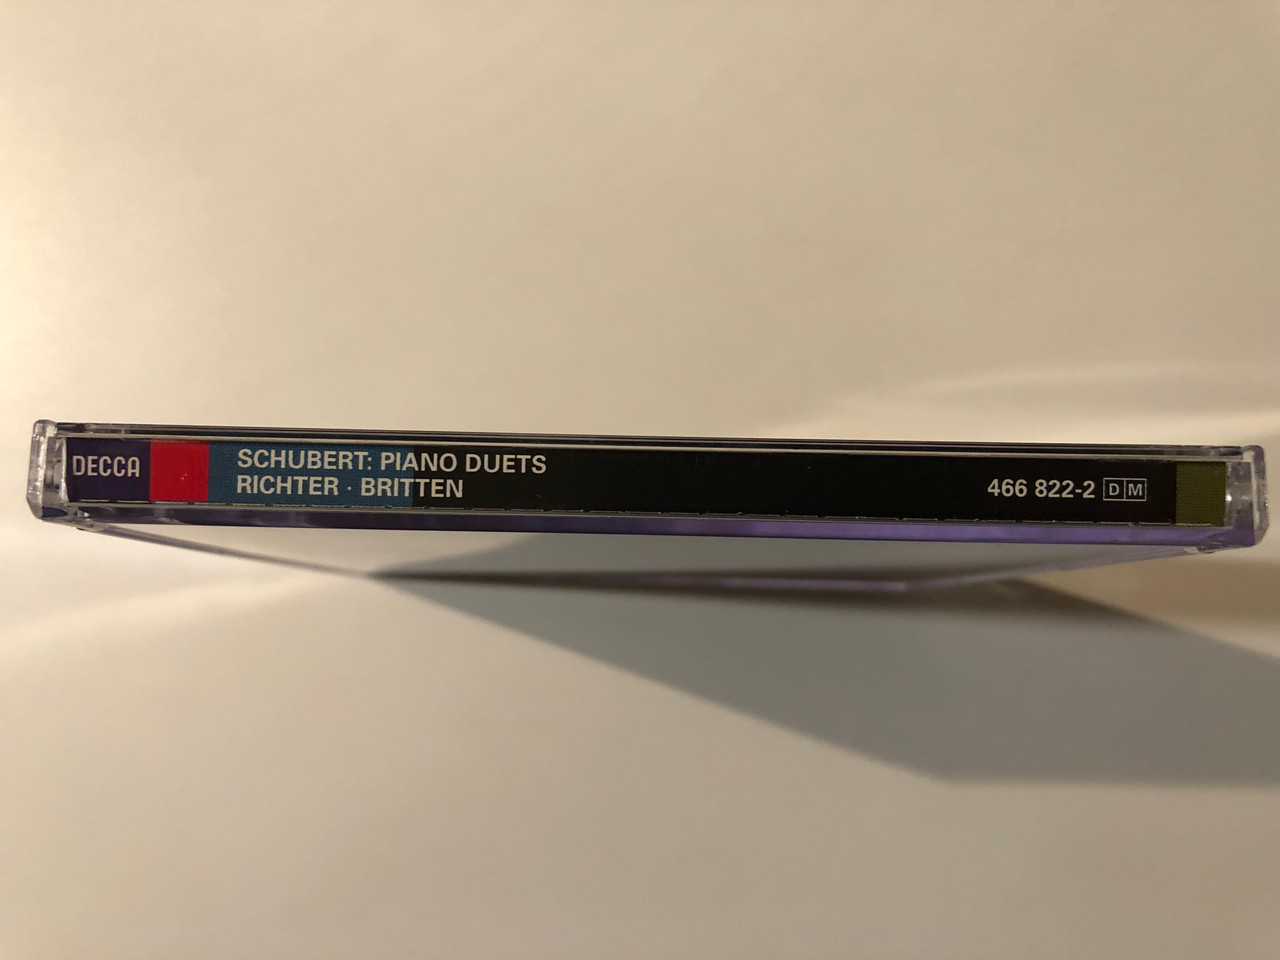 DECCA
SCHUBERT: PIANO DUETS
RICHTER · BRITTEN
466 822-2 DM